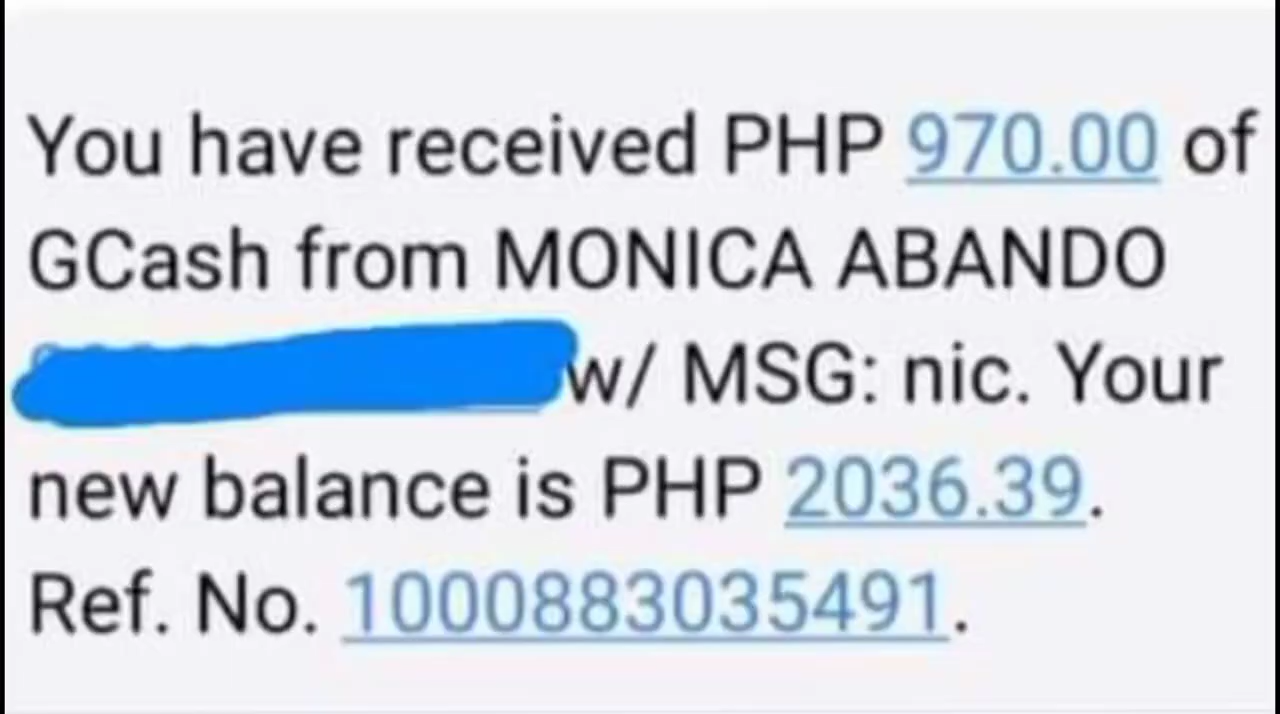 You have received PHP 970.00 of
GCash from MONICA ABANDO
w/ MSG: nic. Your
new balance is PHP 2036.39.
Ref. No. 1000883035491.